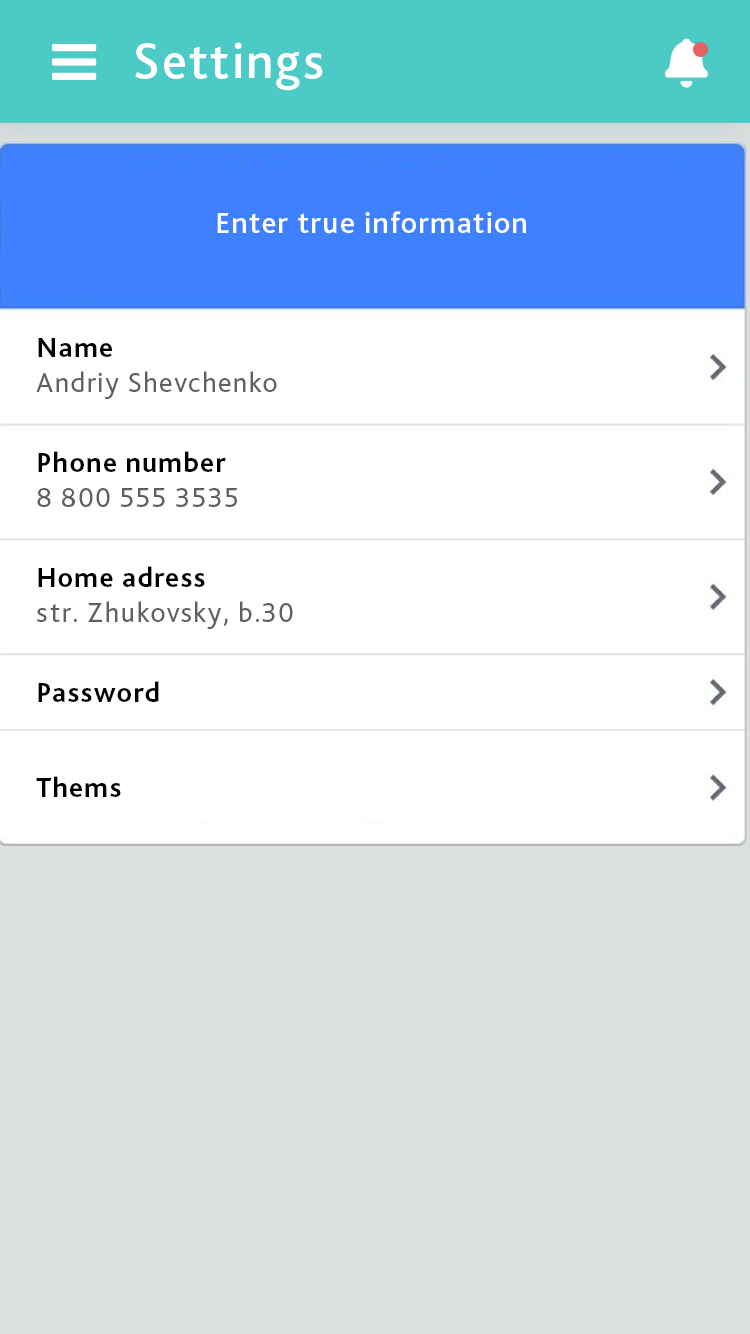 Settings
Enter true information
Name
Andriy Shevchenko
Phone number
8 800 555 3535
Home adress
str. Zhukovsky, b.30
Password
Thems